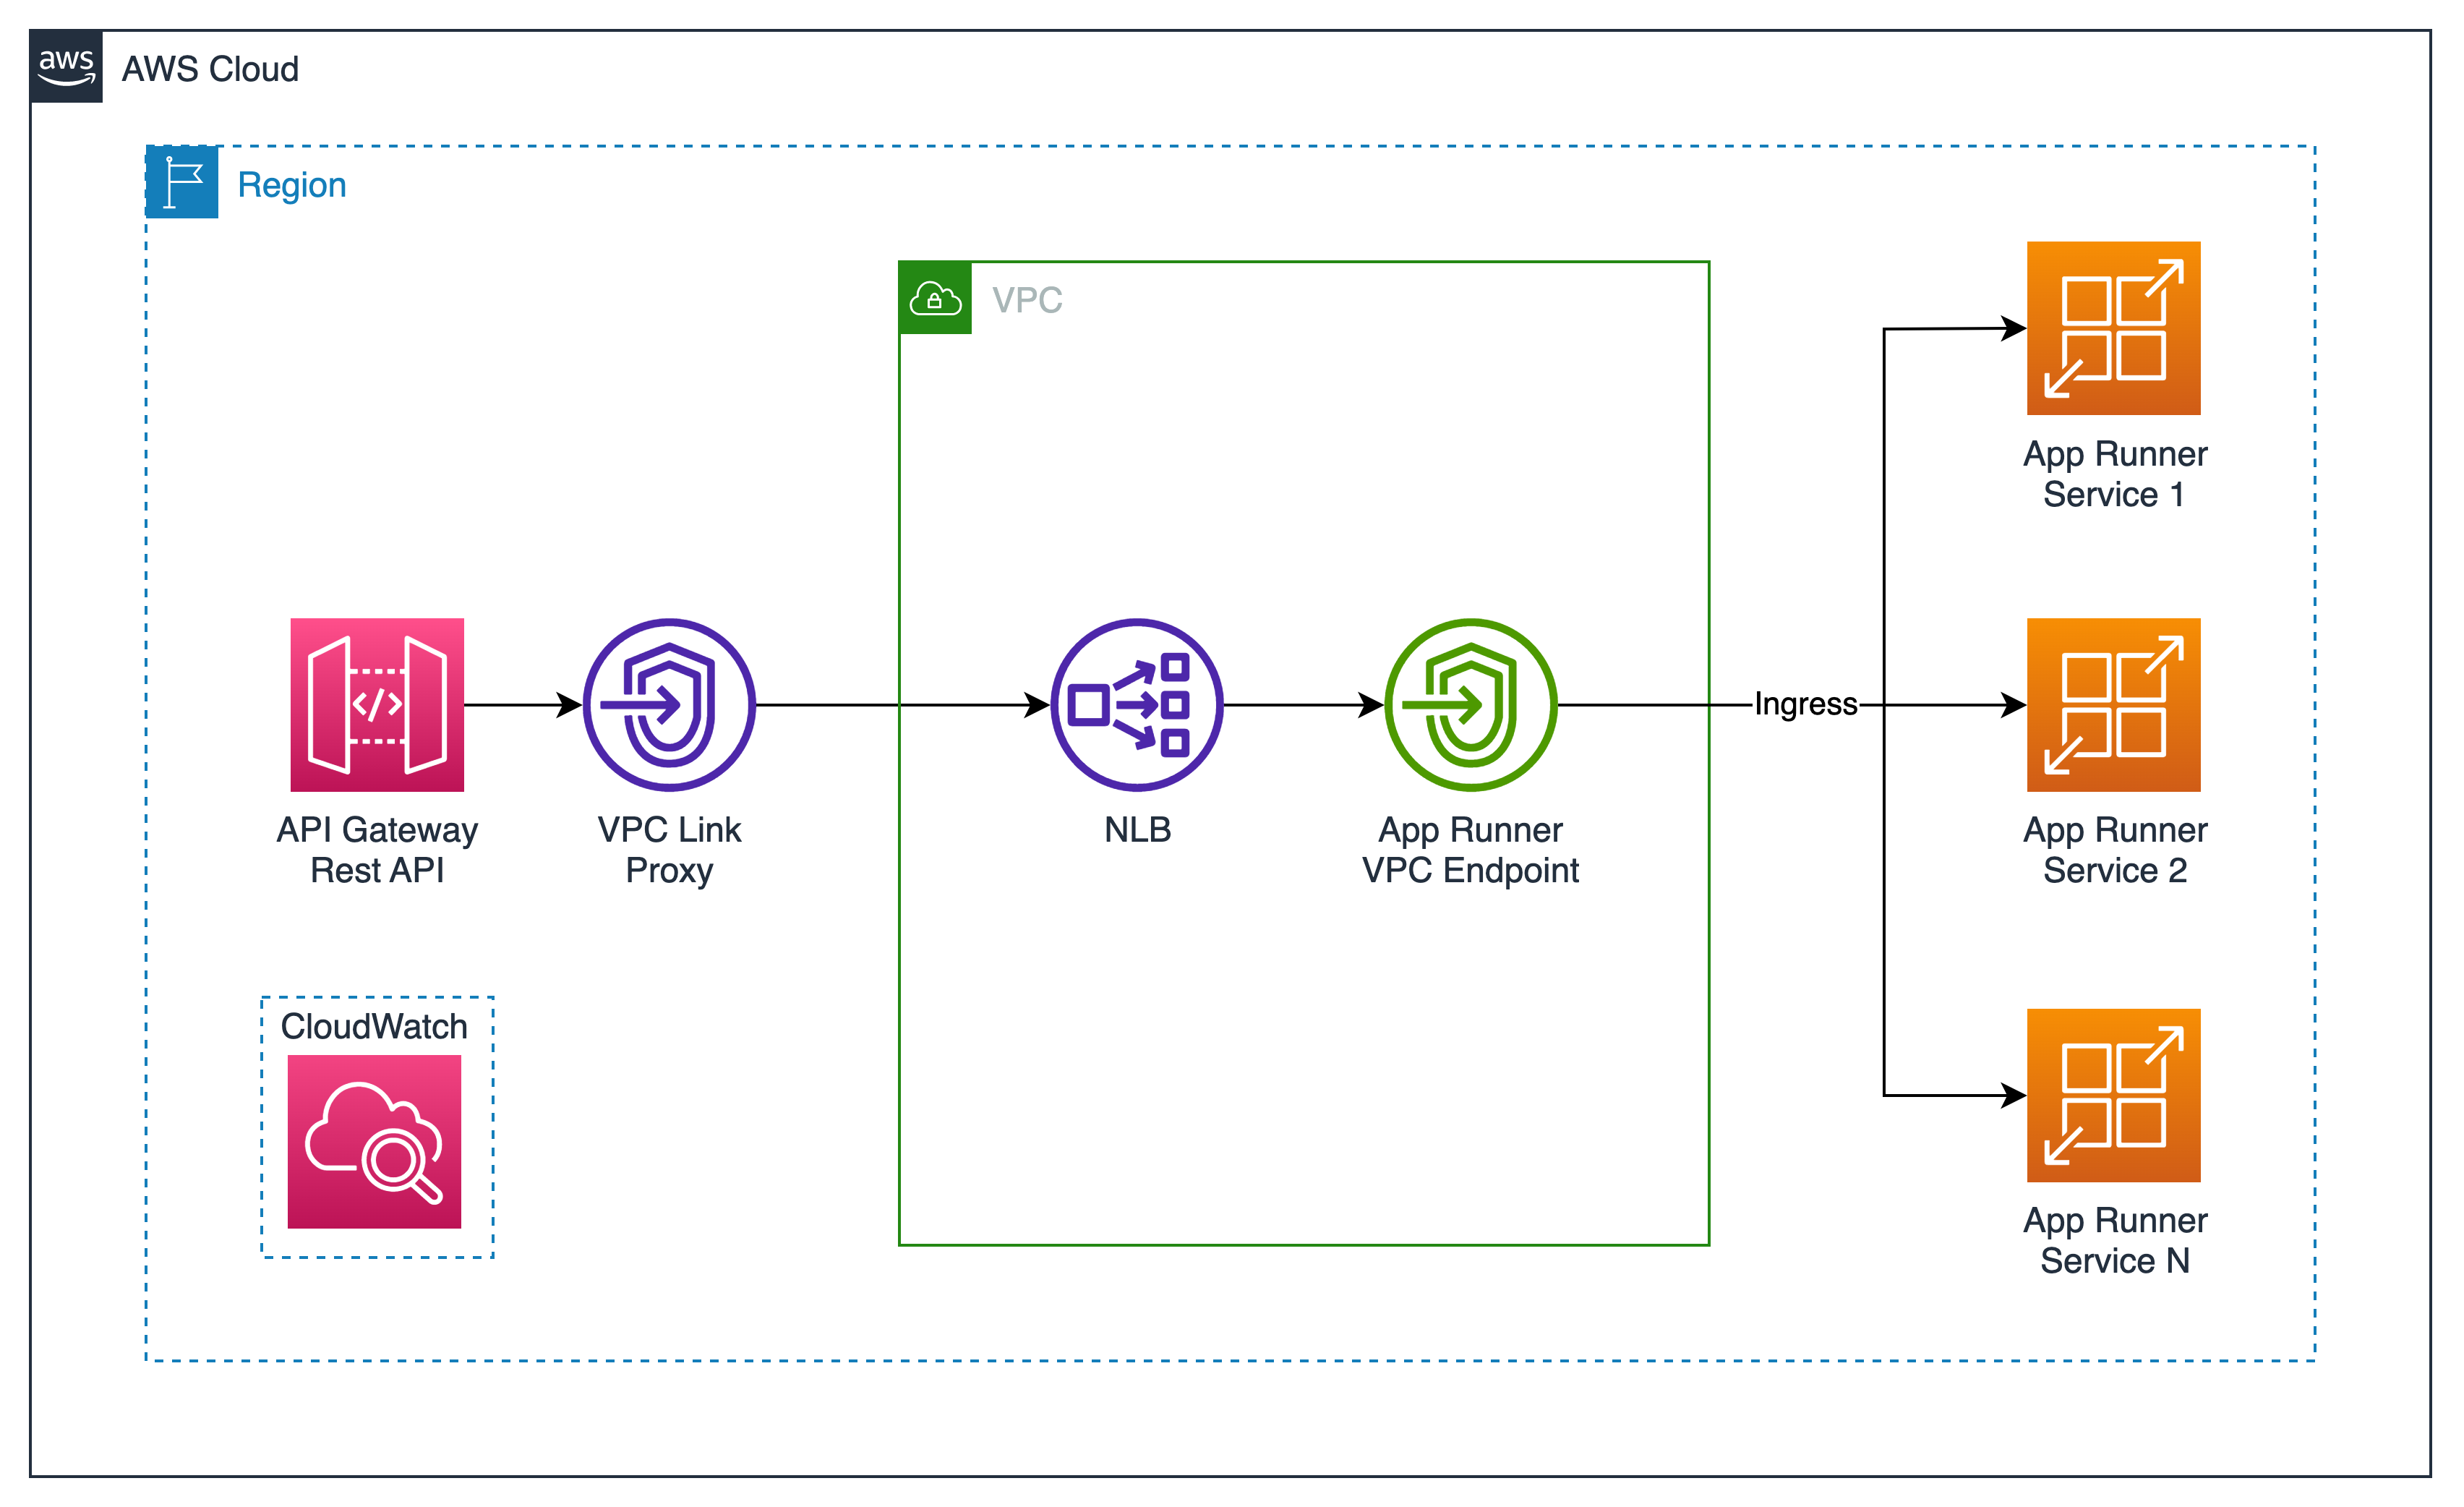 aws
AWS Cloud
Region
VPC
App Runner
Service 1
Ingress
API Gateway
Rest API
VPC Link
Proxy
NLB
App Runner
VPC Endpoint
App Runner
Service 2
CloudWatch
App Runner
Service N